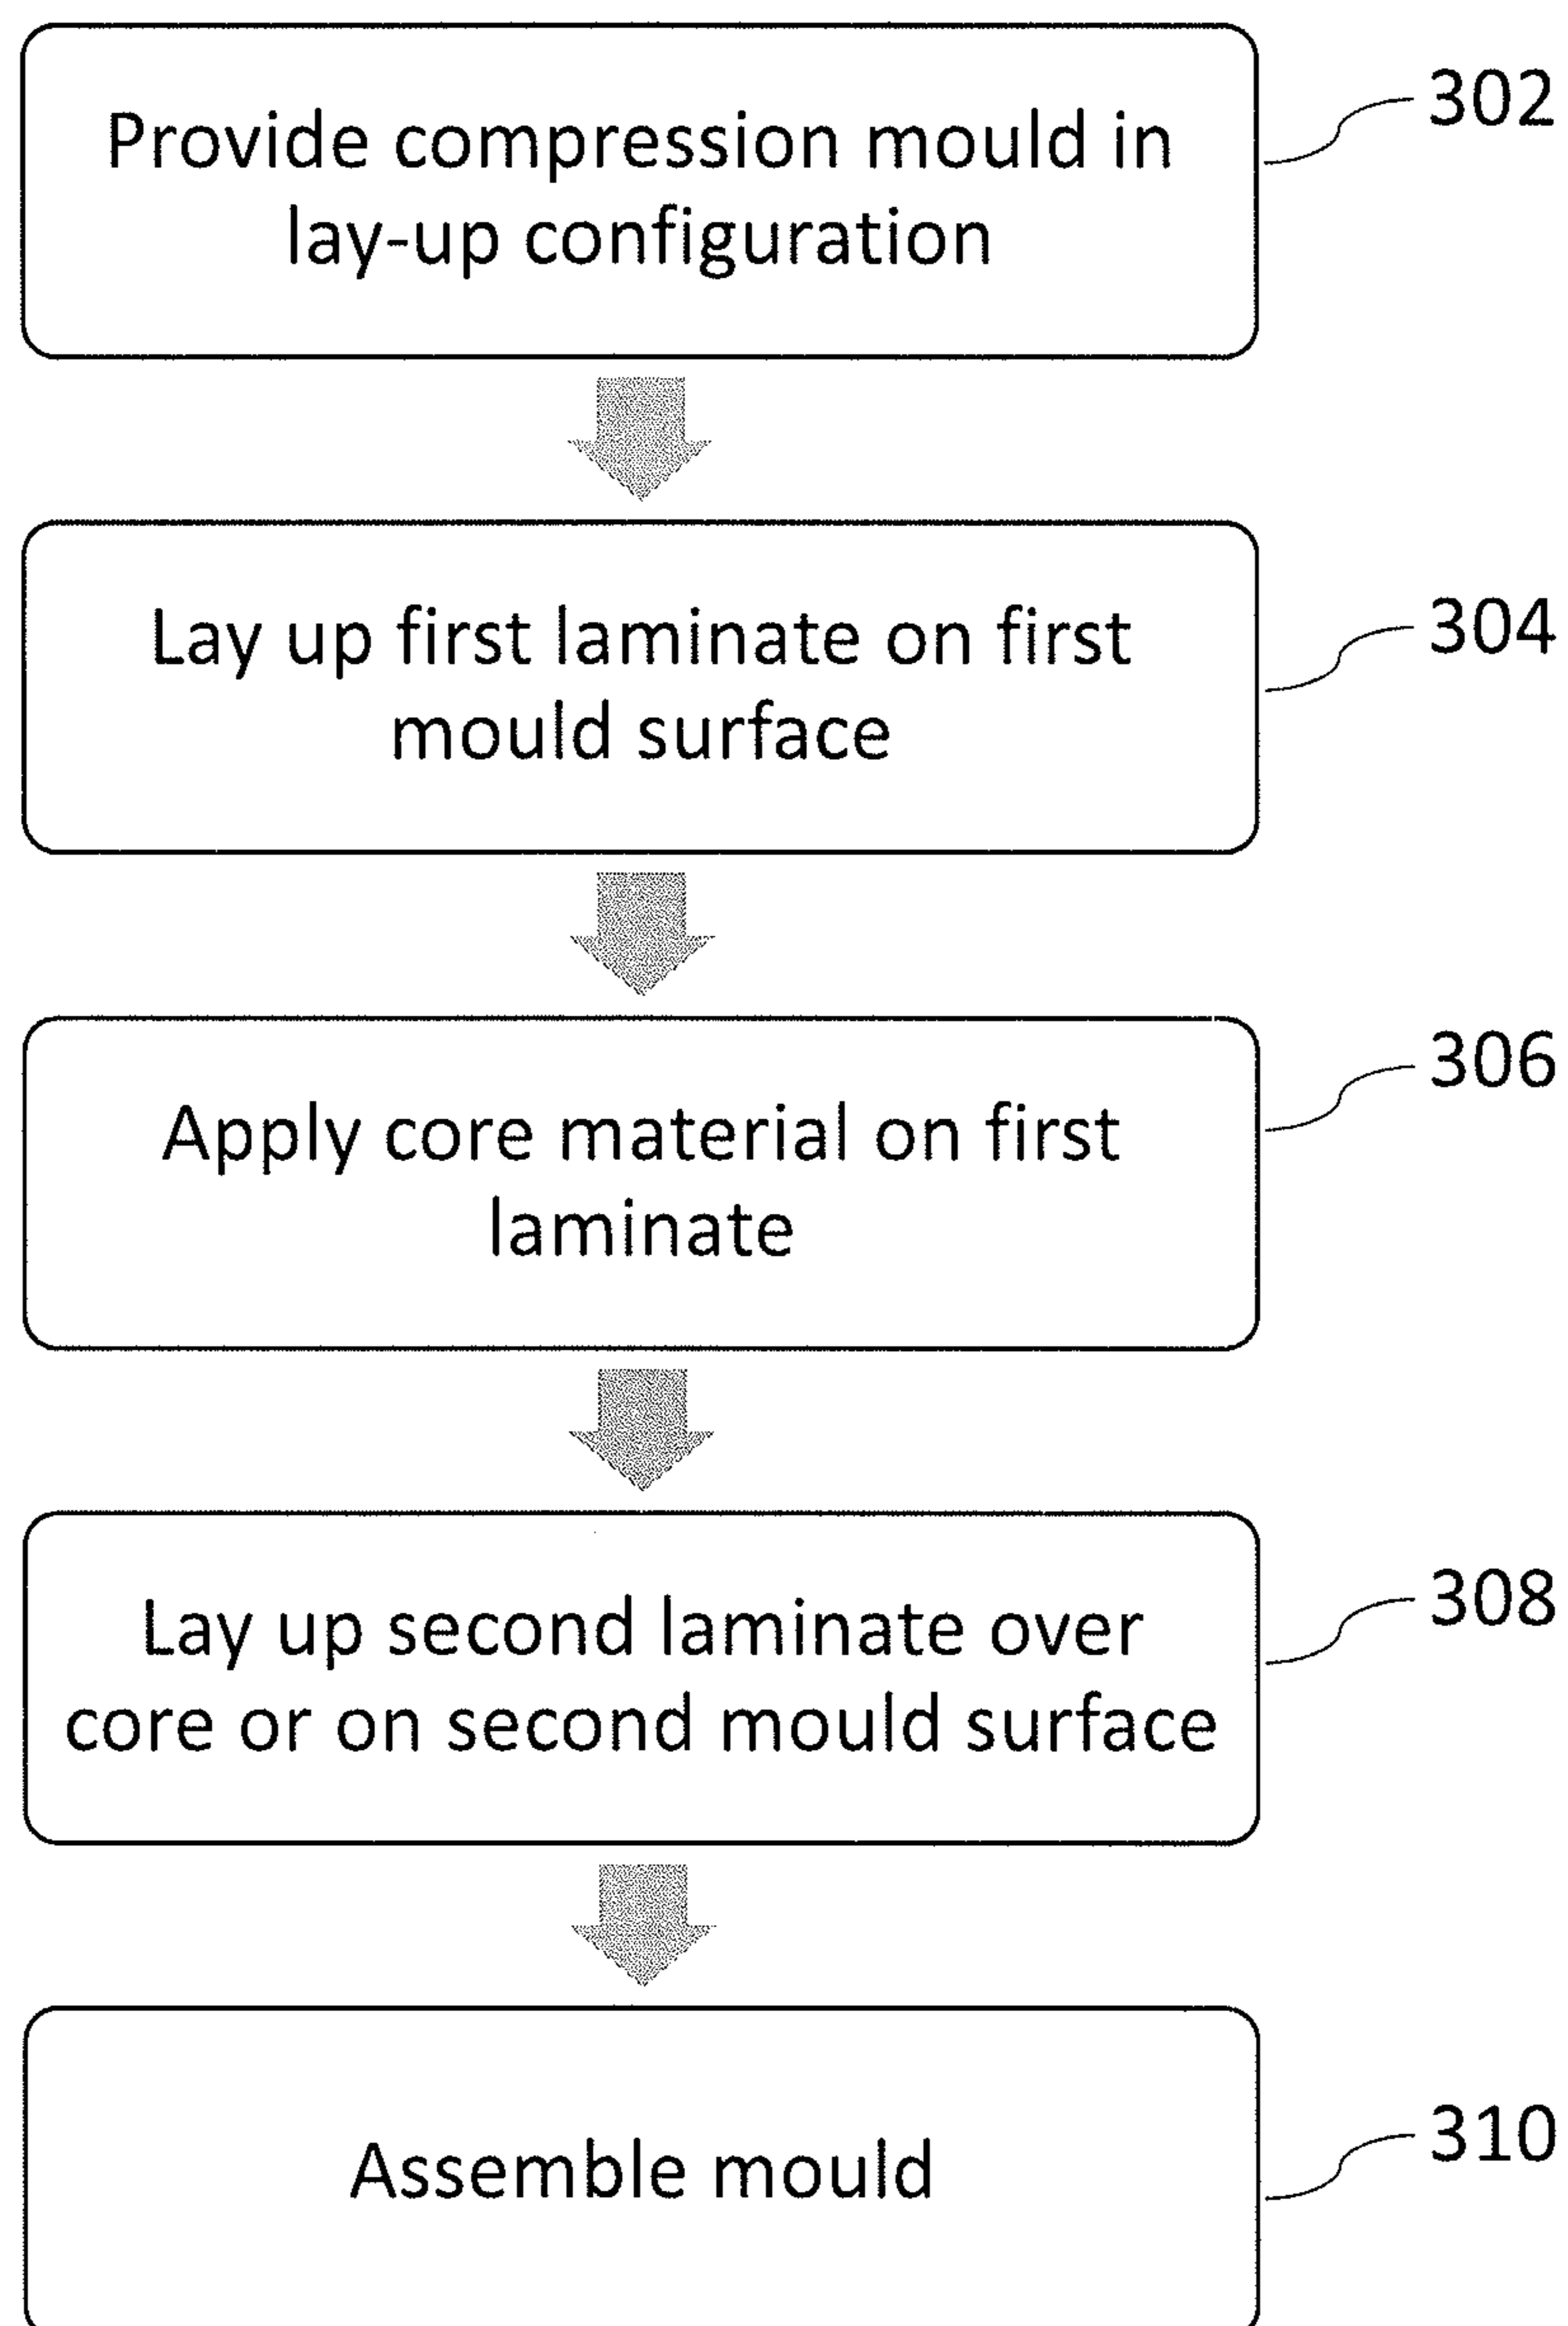 Provide compression mould in
lay-up configuration
302
Lay up first laminate on first
mould surface
304
Apply core material on first
laminate
306
Lay up second laminate over
core or on second mould surface
308
Assemble mould
310